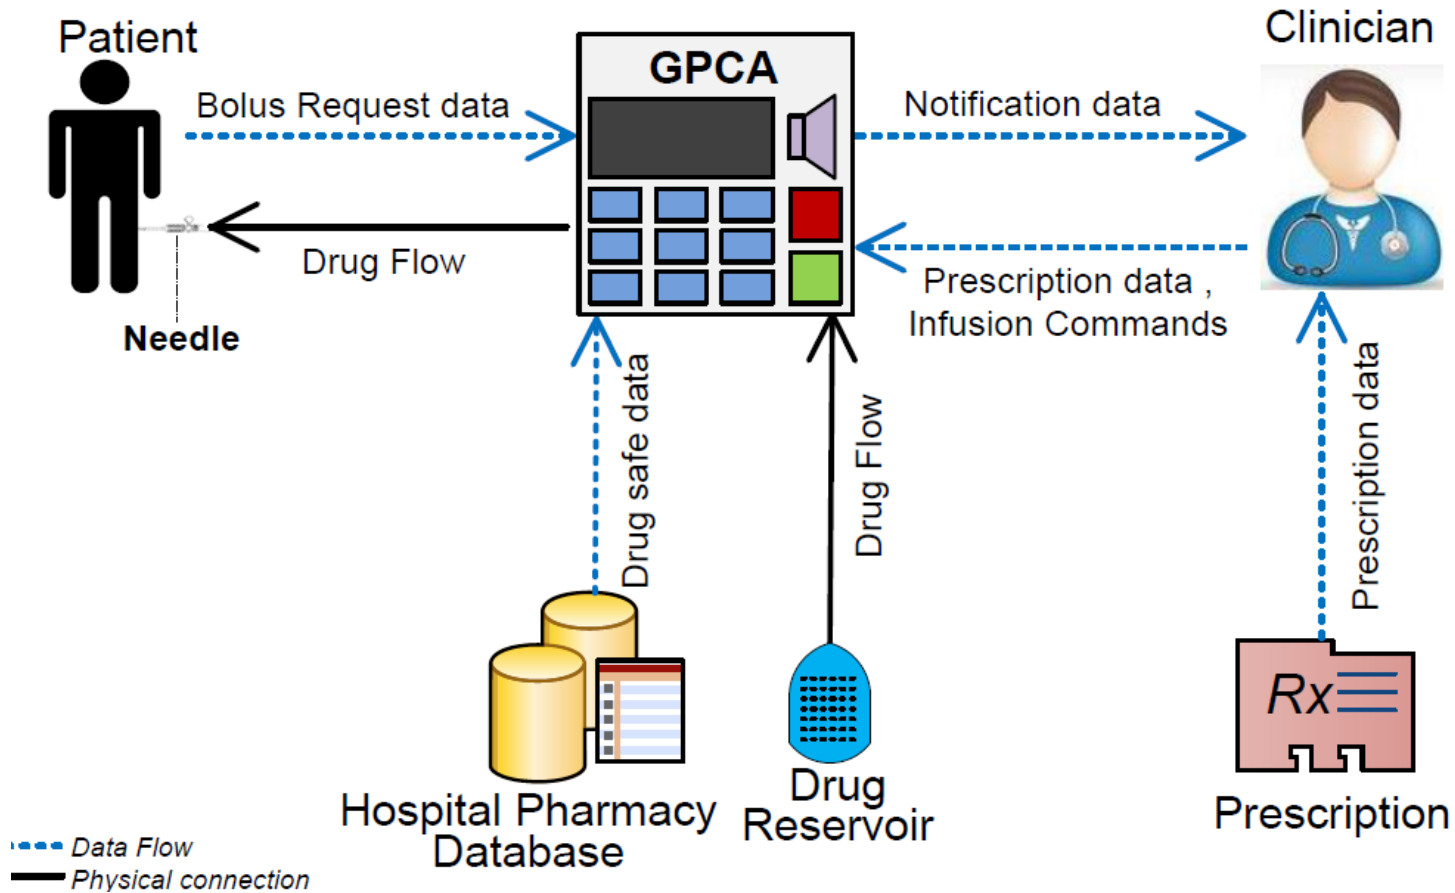 Patient
GPCA
Clinician
Bolus Request data
Notification data
Drug Flow
Prescription data ,
Infusion Commands
Needle
Drug safe data
Drug Flow
Prescription data
Rx
Hospital Pharmacy
Database
Drug
Reservoir
Prescription
Data Flow
Physical connection